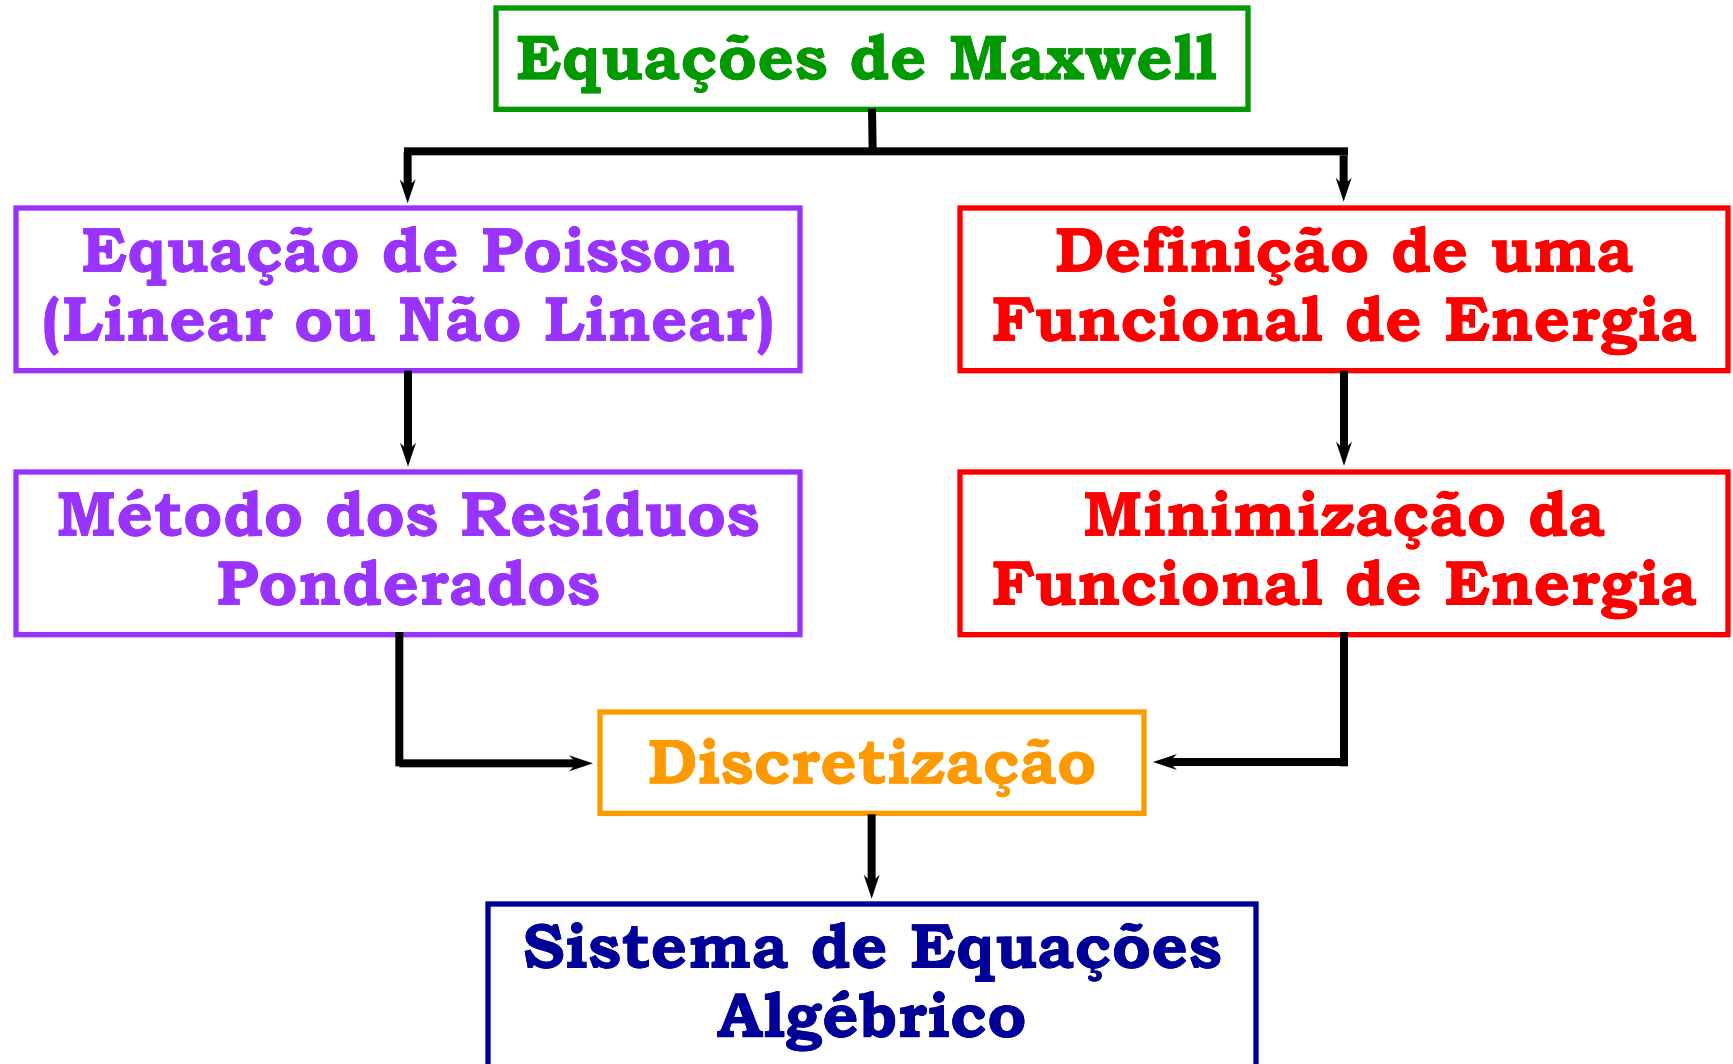 Equações de Maxwell
Equação de Poisson
(Linear ou Não Linear)
Definição de uma
Funcional de Energia
Método dos Resíduos
Ponderados
Minimização da
Funcional de Energia
Discretização
Sistema de Equações
Algébrico